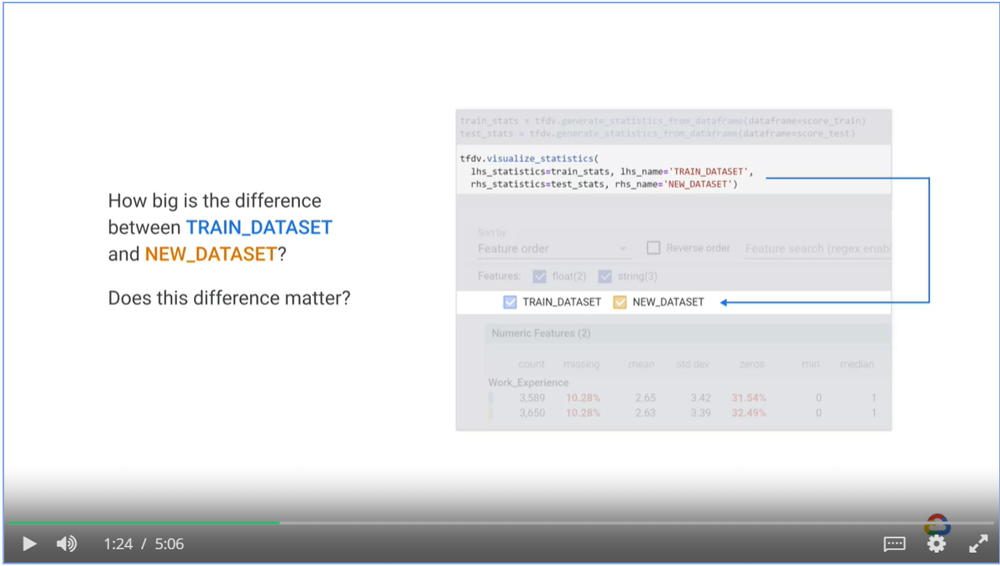 How big is the difference
between TRAIN_DATASET
and NEW_DATASET?
Does this difference matter?
train_stats = tfdv.generate_statistics_from_dataframe(dataframe=score_train)
test_stats = tfdv.generate_statistics_from_dataframe(dataframe=score_test)
tfdv.visualize_statistics(
lhs_statistics=train_stats, lhs_name='TRAIN_DATASET',
rhs_statistics=test_stats, rhs_name='NEW_DATASET')
Sort by
Feature order Reverse order Feature search (regex enab
Features: float(2) string(3)
TRAIN_DATASET NEW_DATASET
Numeric Features (2)
count missing mean std dev zeros min median
Work_Experience
3,589 10.28% 2.65 3.42 31.54% 0 1
3,650 10.28% 2.63 3.39 32.49% 0 1
1:24 / 5:06